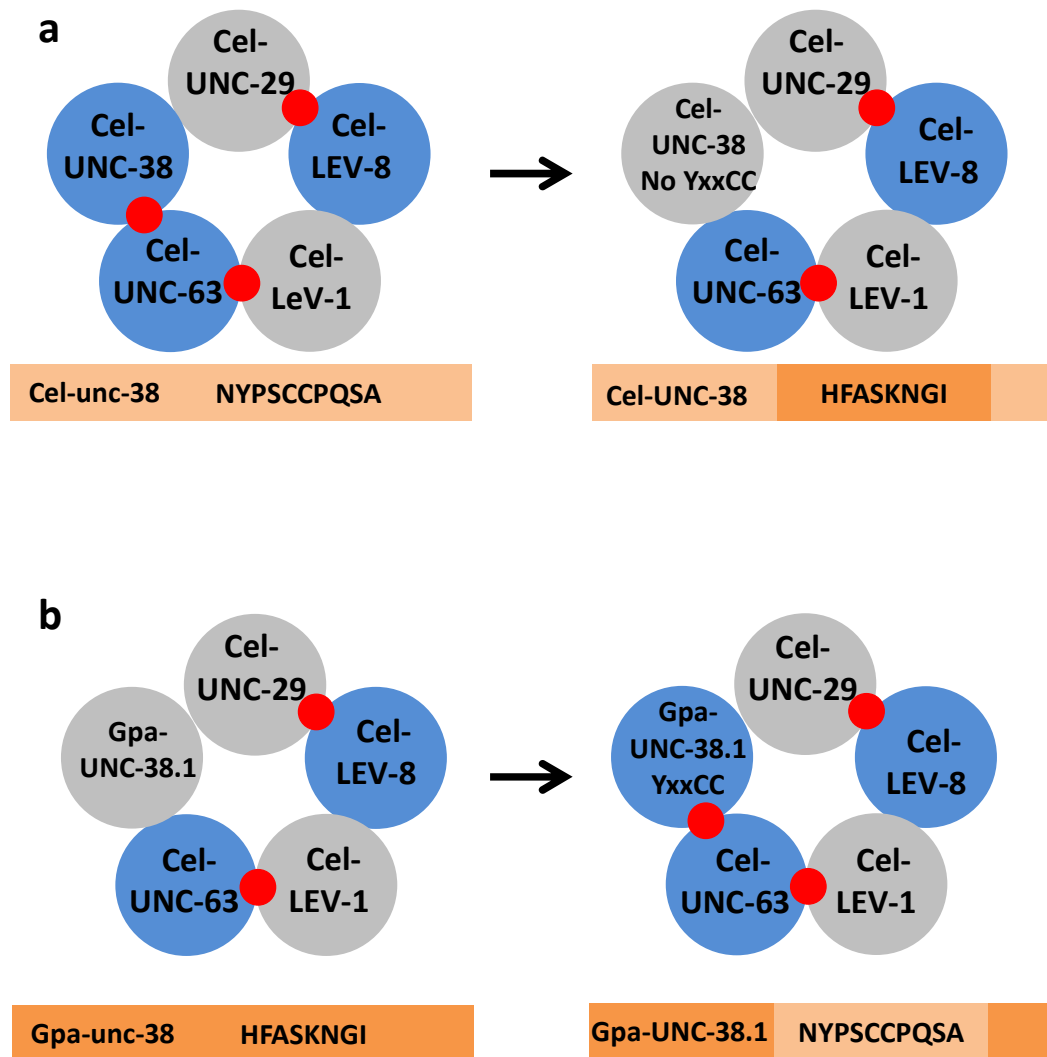 a
Cel-
UNC-29
Cel-
UNC-38
Cel-
LEV-8
Cel-
UNC-63
Cel-
LeV-1
Cel-unc-38 NYPSCCPQSA
Cel-
UNC-29
Cel-
UNC-38
No YxxCC
Cel-
LEV-8
Cel-
UNC-63
Cel-
LEV-1
Cel-UNC-38 HFASKNGI
b
Cel-
UNC-29
Gpa-
UNC-38.1
Cel-
LEV-8
Cel-
UNC-63
Cel-
LEV-1
Gpa-unc-38 HFASKNGI
Cel-
UNC-29
Gpa-
UNC-38.1
YxxCC
Cel-
LEV-8
Cel-
UNC-63
Cel-
LEV-1
Gpa-UNC-38.1 NYPSCCPQSA